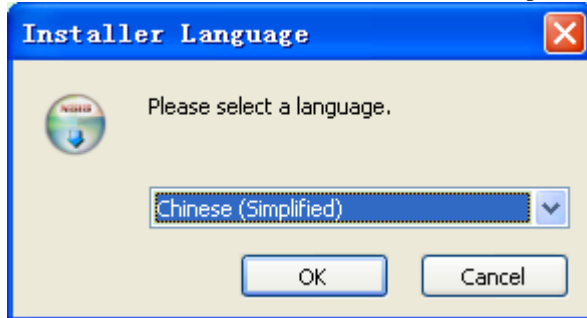 Installer Language
Please select a language.
Chinese (Simplified)
OK
Cancel